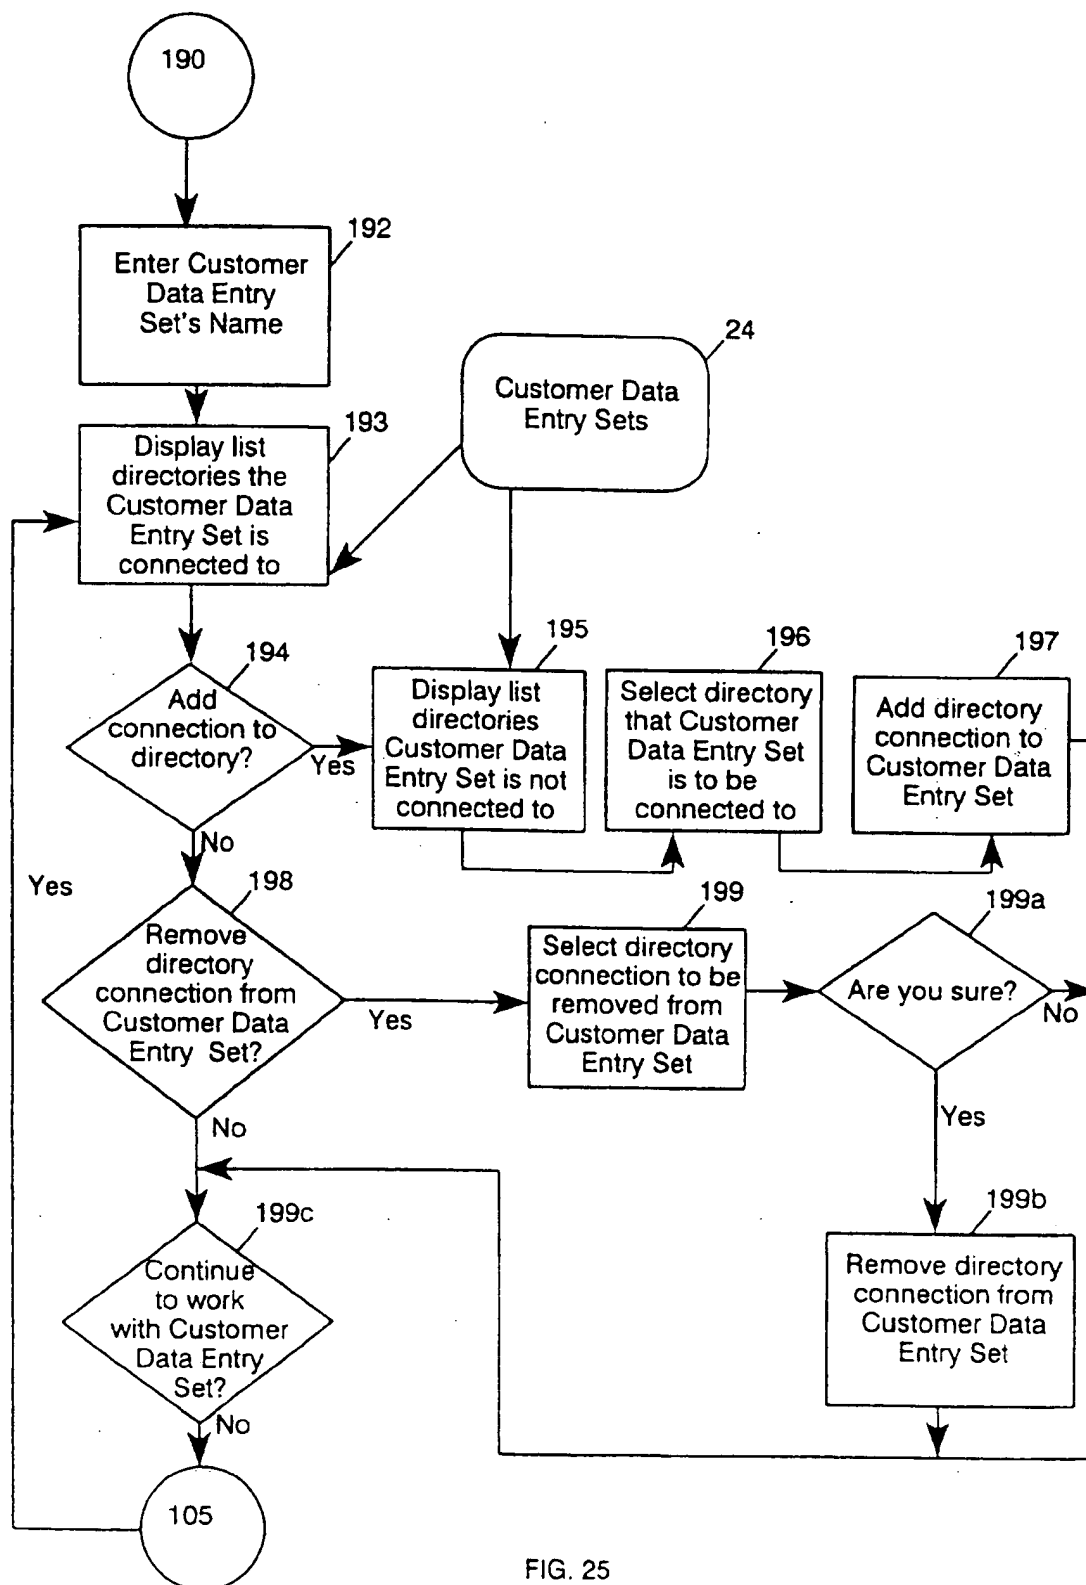 190
192
Enter Customer
Data Entry
Set's Name
24
Customer Data
Entry Sets
193
Display list
directories the
Customer Data
Entry Set is
connected to
194
Add
connection to
directory?
Yes
No
195
Display list
directories
Customer Data
Entry Set is not
connected to
196
Select directory
that Customer
Data Entry Set
is to be
connected to
197
Add directory
connection to
Customer Data
Entry Set
Yes
198
Remove
directory
connection from
Customer Data
Entry Set?
Yes
No
199
Select directory
connection to be
removed from
Customer Data
Entry Set
199a
Are you sure?
No
Yes
199b
Remove directory
connection from
Customer Data
Entry Set
199c
Continue
to work
with Customer
Data Entry
Set?
No
105
FIG. 25